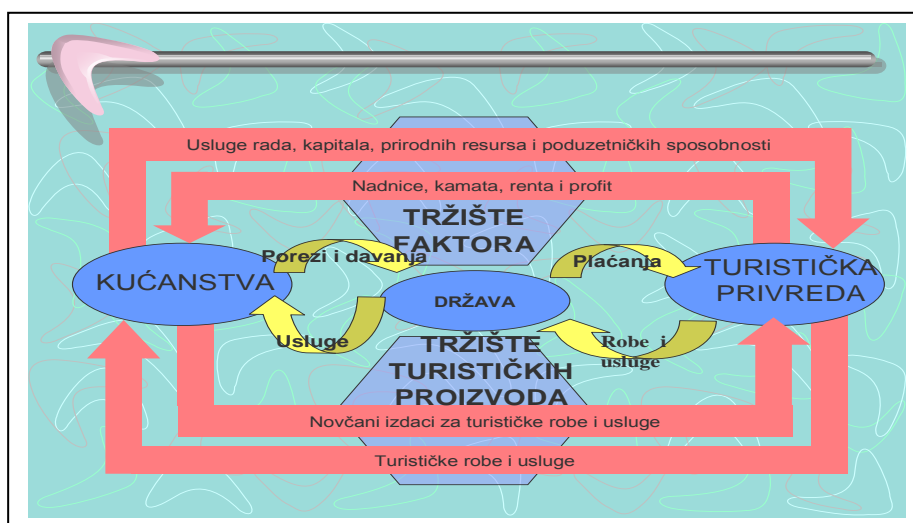 Usluge rada, kapitala, prirodnih resursa i poduzetničkih sposobnosti
Nadnice, kamata, renta i profit
TRŽIŠTE
FAKTORA
Porezi i davanja
Plaćanja
KUĆANSTVA
DRŽAVA
TURISTIČKA
PRIVREDA
Usluge
Robe i
usluge
TRŽIŠTE
TURISTIČKIH
PROIZVODA
Novčani izdaci za turističke robe i usluge
Turističke robe i usluge